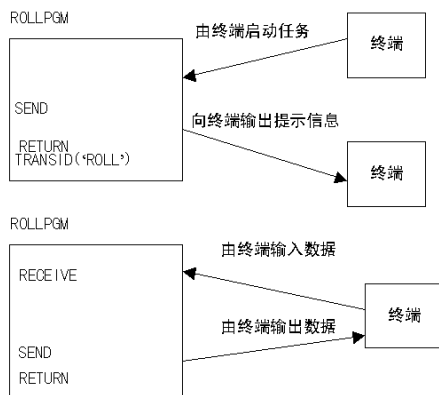 ROLLPGM
由终端启动任务
终端
SEND
向终端输出提示信息
RETURN
TRANSID(‘ROLL’)
终端
ROLLPGM
由终端输入数据
RECEIVE
终端
由终端输出数据
SEND
RETURN